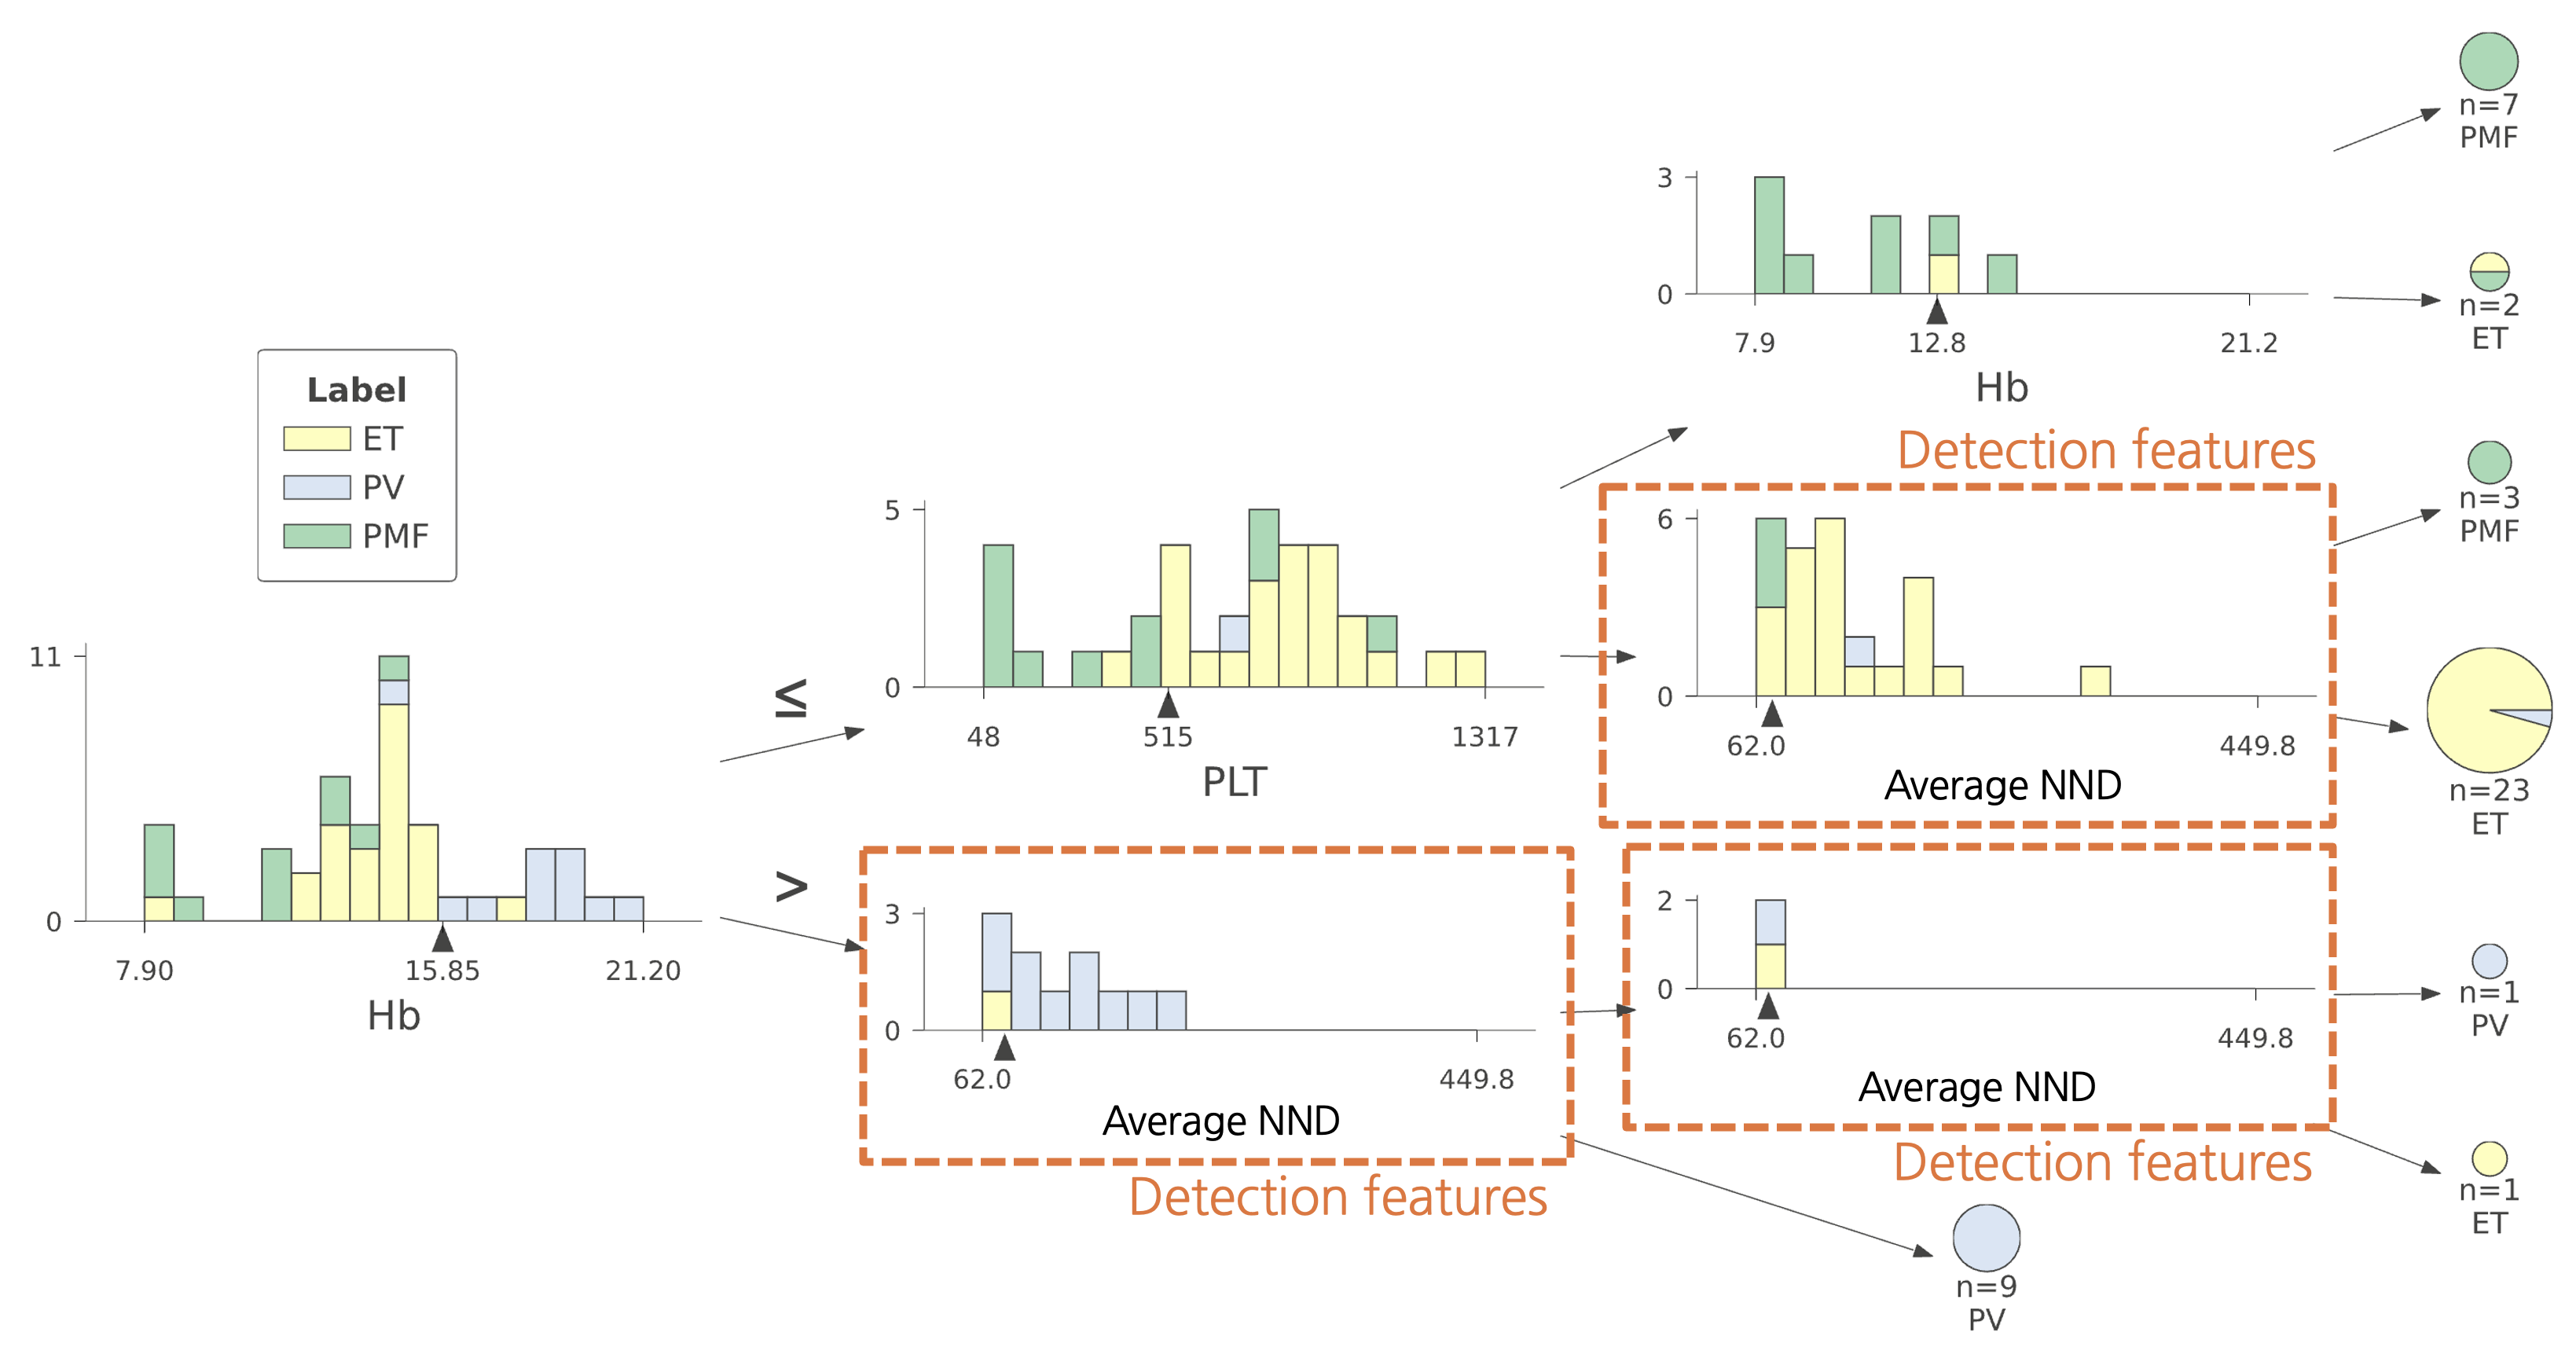 Label
ET
PV
PMF
11
0
7.90 15.85 21.20
Hb
≤
>
5
0
48 515 1317
PLT
3
0
62.0 449.8
Average NND
Detection features
3
0
7.9 12.8 21.2
Hb
Detection features
6
0
62.0 449.8
Average NND
2
0
62.0 449.8
Average NND
Detection features
n=9
PV
n=7
PMF
n=2
ET
n=3
PMF
n=23
ET
n=1
PV
n=1
ET